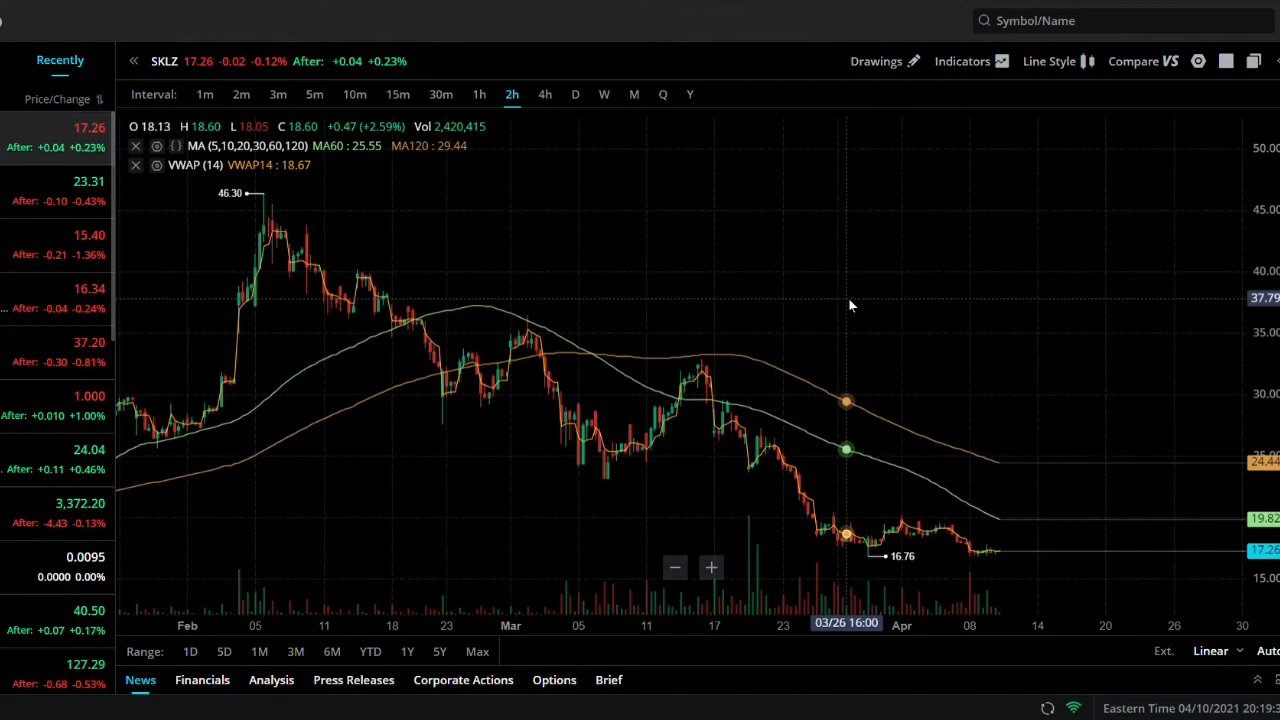 Symbol/Name
Recently
SKLZ 17.26 -0.02 -0.12% After: +0.04 +0.23%
Drawings
Indicators
Line Style
Compare VS
Price/Change
Interval: 1m 2m 3m 5m 10m 15m 30m 1h 2h 4h D W M Q Y
17.26
After: +0.04 +0.23%
23.31
After: -0.10 -0.43%
15.40
After: -0.21 -1.36%
16.34
... After: -0.04 -0.24%
37.20
After: -0.30 -0.81%
1.000
After: +0.010 +1.00%
24.04
After: +0.11 +0.46%
3,372.20
After: -4.43 -0.13%
0.0095
0.0000 0.00%
40.50
After: +0.07 +0.17%
127.29
After: -0.68 -0.53%
O 18.13 H 18.60 L 18.05 C 18.60 +0.47 (+2.59%) Vol 2,420,415
MA (5,10,20,30,60,120) MA60 : 25.55 MA120 : 29.44
VWAP (14) VWAP14 : 18.67
46.30
16.76
50.00
45.00
40.00
37.79
35.00
30.00
25.00
24.44
19.82
17.26
15.00
Feb 05 11 18 23 Mar 05 11 17 23 03/26 16:00 Apr 08 14 20 26 30
Range: 1D 5D 1M 3M 6M YTD 1Y 5Y Max
Ext. Linear Auto
News Financials Analysis Press Releases Corporate Actions Options Brief
Eastern Time 04/10/2021 20:19:3